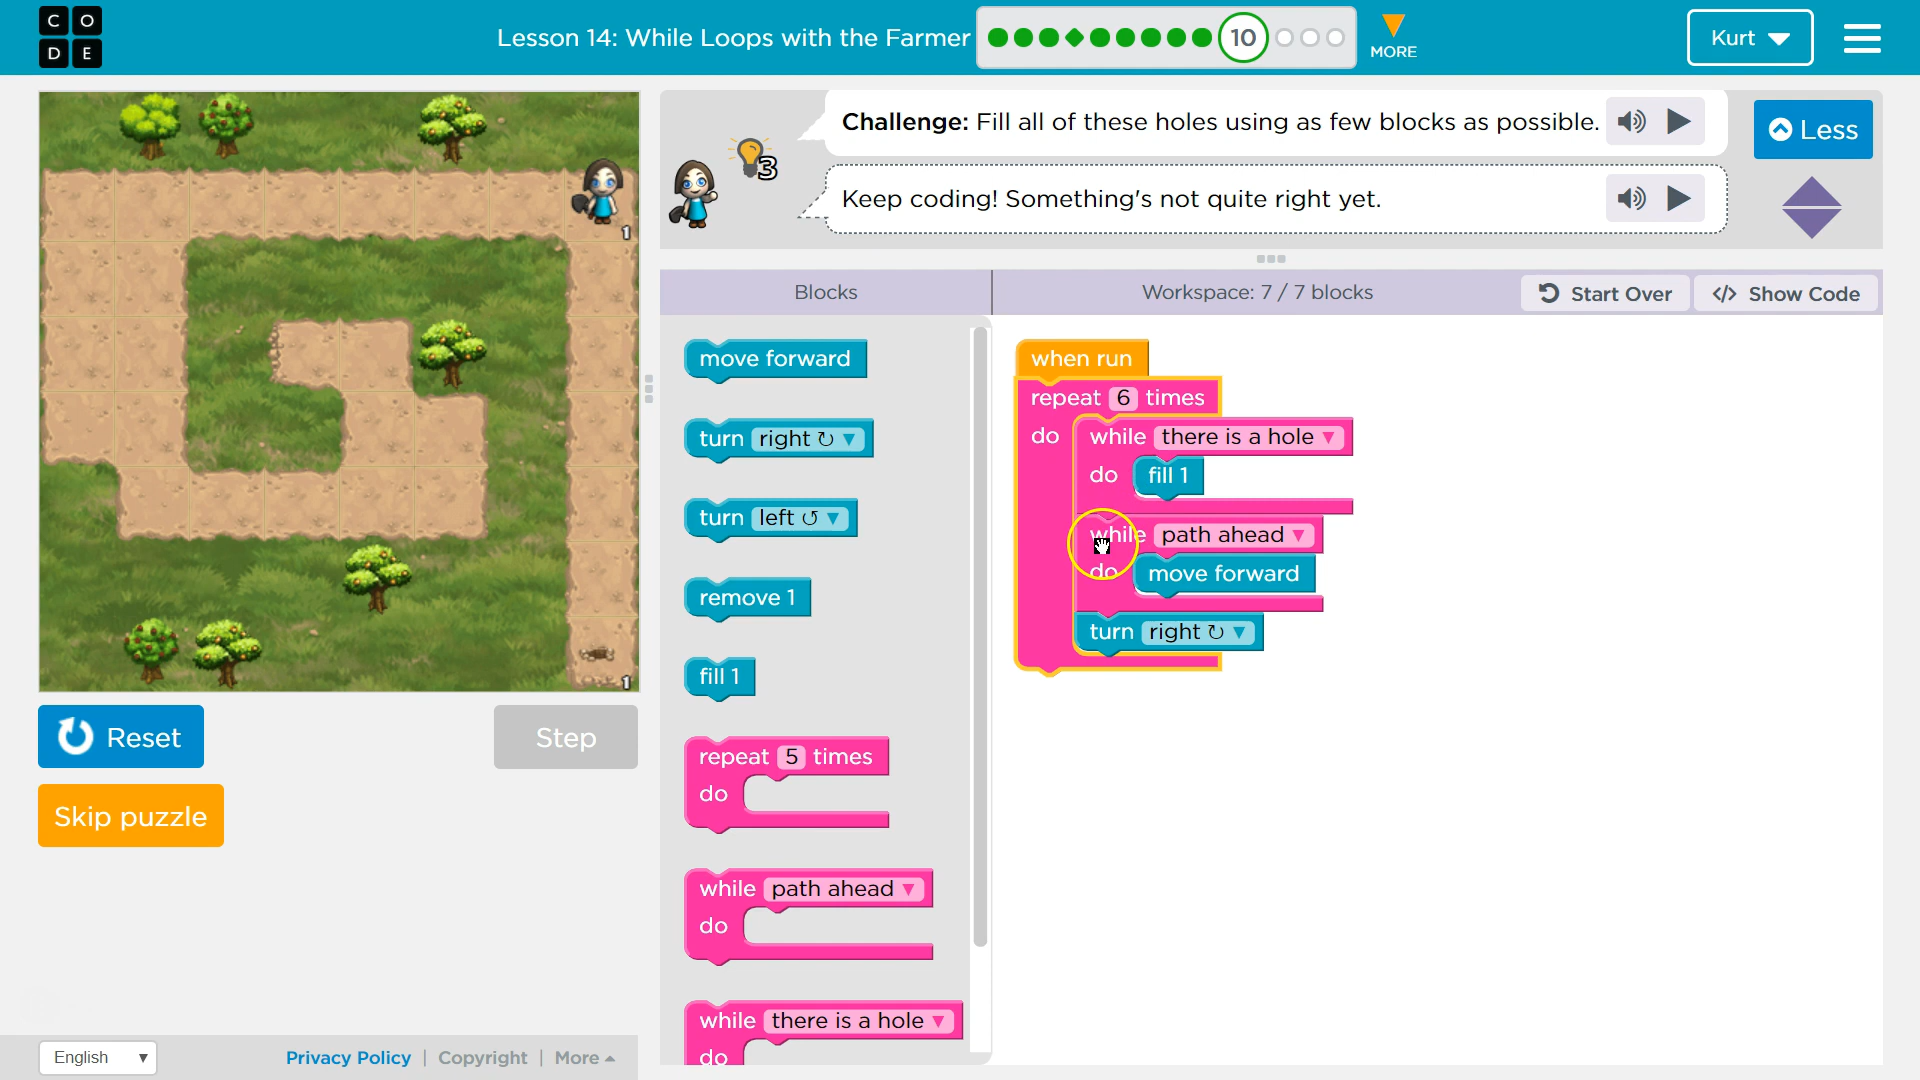 C O
D E
Lesson 14: While Loops with the Farmer
10
MORE
Kurt
3
Challenge: Fill all of these holes using as few blocks as possible.
Less
Keep coding! Something's not quite right yet.
Blocks
Workspace: 7 / 7 blocks
Start Over
</> Show Code
1
1
move forward
turn right ↻ ▼
turn left ↺ ▼
remove 1
fill 1
repeat 5 times
do
while path ahead ▼
do
while there is a hole ▼
do
when run
repeat 6 times
do while there is a hole ▼
do fill 1
while path ahead ▼
do move forward
turn right ↻ ▼
Reset
Step
Skip puzzle
English ▼
Privacy Policy | Copyright | More